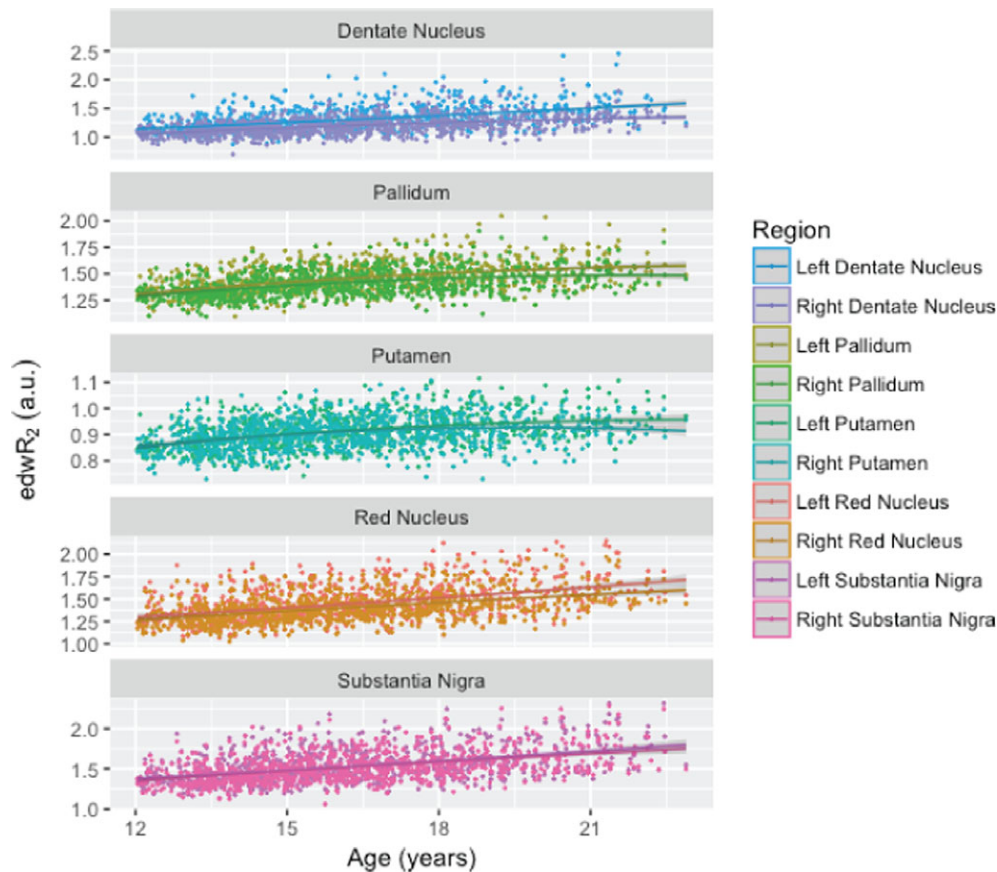 Dentate Nucleus
2.5
2.0
1.5
1.0
Pallidum
2.00
1.75
1.50
1.25
Putamen
1.1
1.0
0.9
0.8
Red Nucleus
2.00
1.75
1.50
1.25
1.00
Substantia Nigra
2.0
1.5
1.0
12 15 18 21
Age (years)
edwR₂ (a.u.)
Region
Left Dentate Nucleus
Right Dentate Nucleus
Left Pallidum
Right Pallidum
Left Putamen
Right Putamen
Left Red Nucleus
Right Red Nucleus
Left Substantia Nigra
Right Substantia Nigra